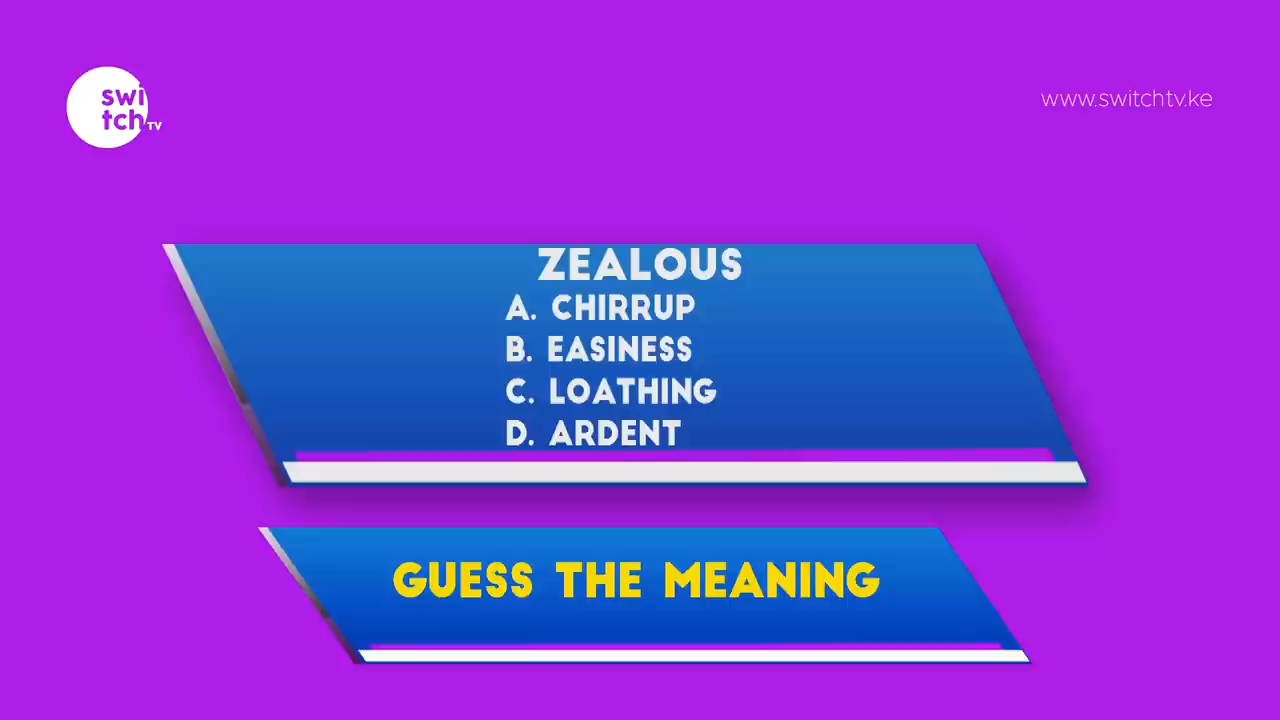 swi
tch TV
www.switchtv.ke
ZEALOUS
A. CHIRRUP
B. EASINESS
C. LOATHING
D. ARDENT
GUESS THE MEANING